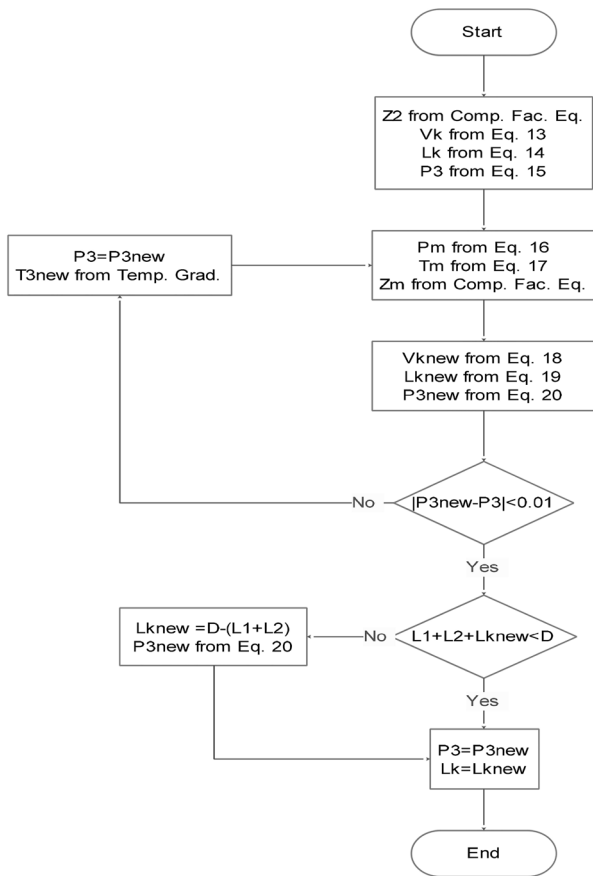 Start
Z2 from Comp. Fac. Eq.
Vk from Eq. 13
Lk from Eq. 14
P3 from Eq. 15
P3=P3new
T3new from Temp. Grad.
Pm from Eq. 16
Tm from Eq. 17
Zm from Comp. Fac. Eq.
Vknew from Eq. 18
Lknew from Eq. 19
P3new from Eq. 20
No
|P3new-P3|<0.01
Yes
Lknew =D-(L1+L2)
P3new from Eq. 20
No
L1+L2+Lknew<D
Yes
P3=P3new
Lk=Lknew
End